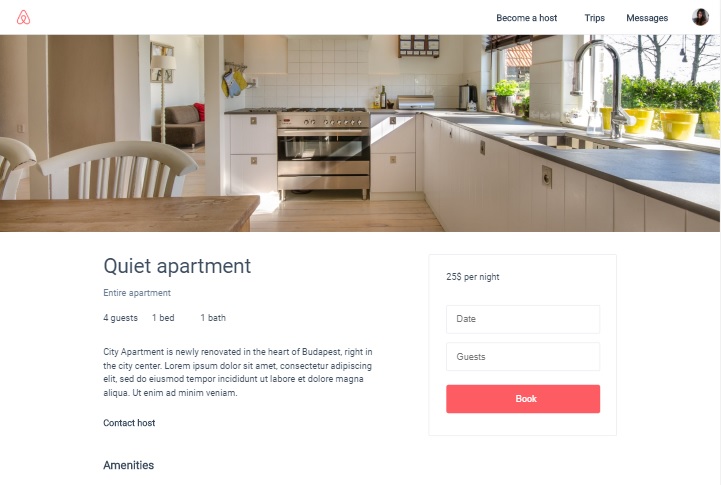 Become a host Trips Messages
Quiet apartment
Entire apartment
4 guests 1 bed 1 bath
City Apartment is newly renovated in the heart of Budapest, right in
the city center. Lorem ipsum dolor sit amet, consectetur adipiscing
elit, sed do eiusmod tempor incididunt ut labore et dolore magna
aliqua. Ut enim ad minim veniam.
Contact host
Amenities
25$ per night
Date
Guests
Book